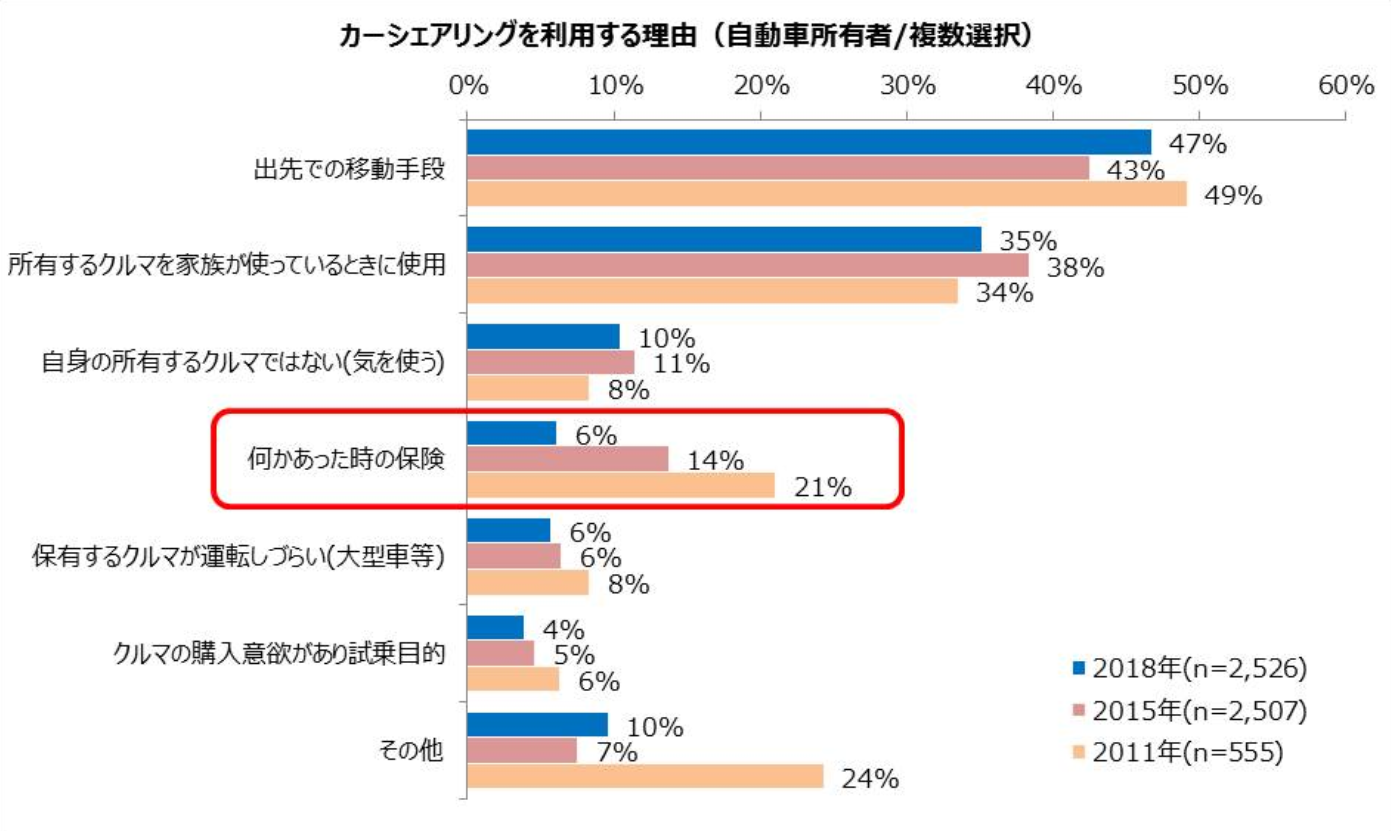 カーシェアリングを利用する理由（自動車所有者/複数選択）
0% 10% 20% 30% 40% 50% 60%
出先での移動手段
47%
43%
49%
所有するクルマを家族が使っているときに使用
35%
38%
34%
自身の所有するクルマではない(気を使う)
10%
11%
8%
何かあった時の保険
6%
14%
21%
保有するクルマが運転しづらい(大型車等)
6%
6%
8%
クルマの購入意欲があり試乗目的
4%
5%
6%
その他
10%
7%
24%
2018年(n=2,526)
2015年(n=2,507)
2011年(n=555)